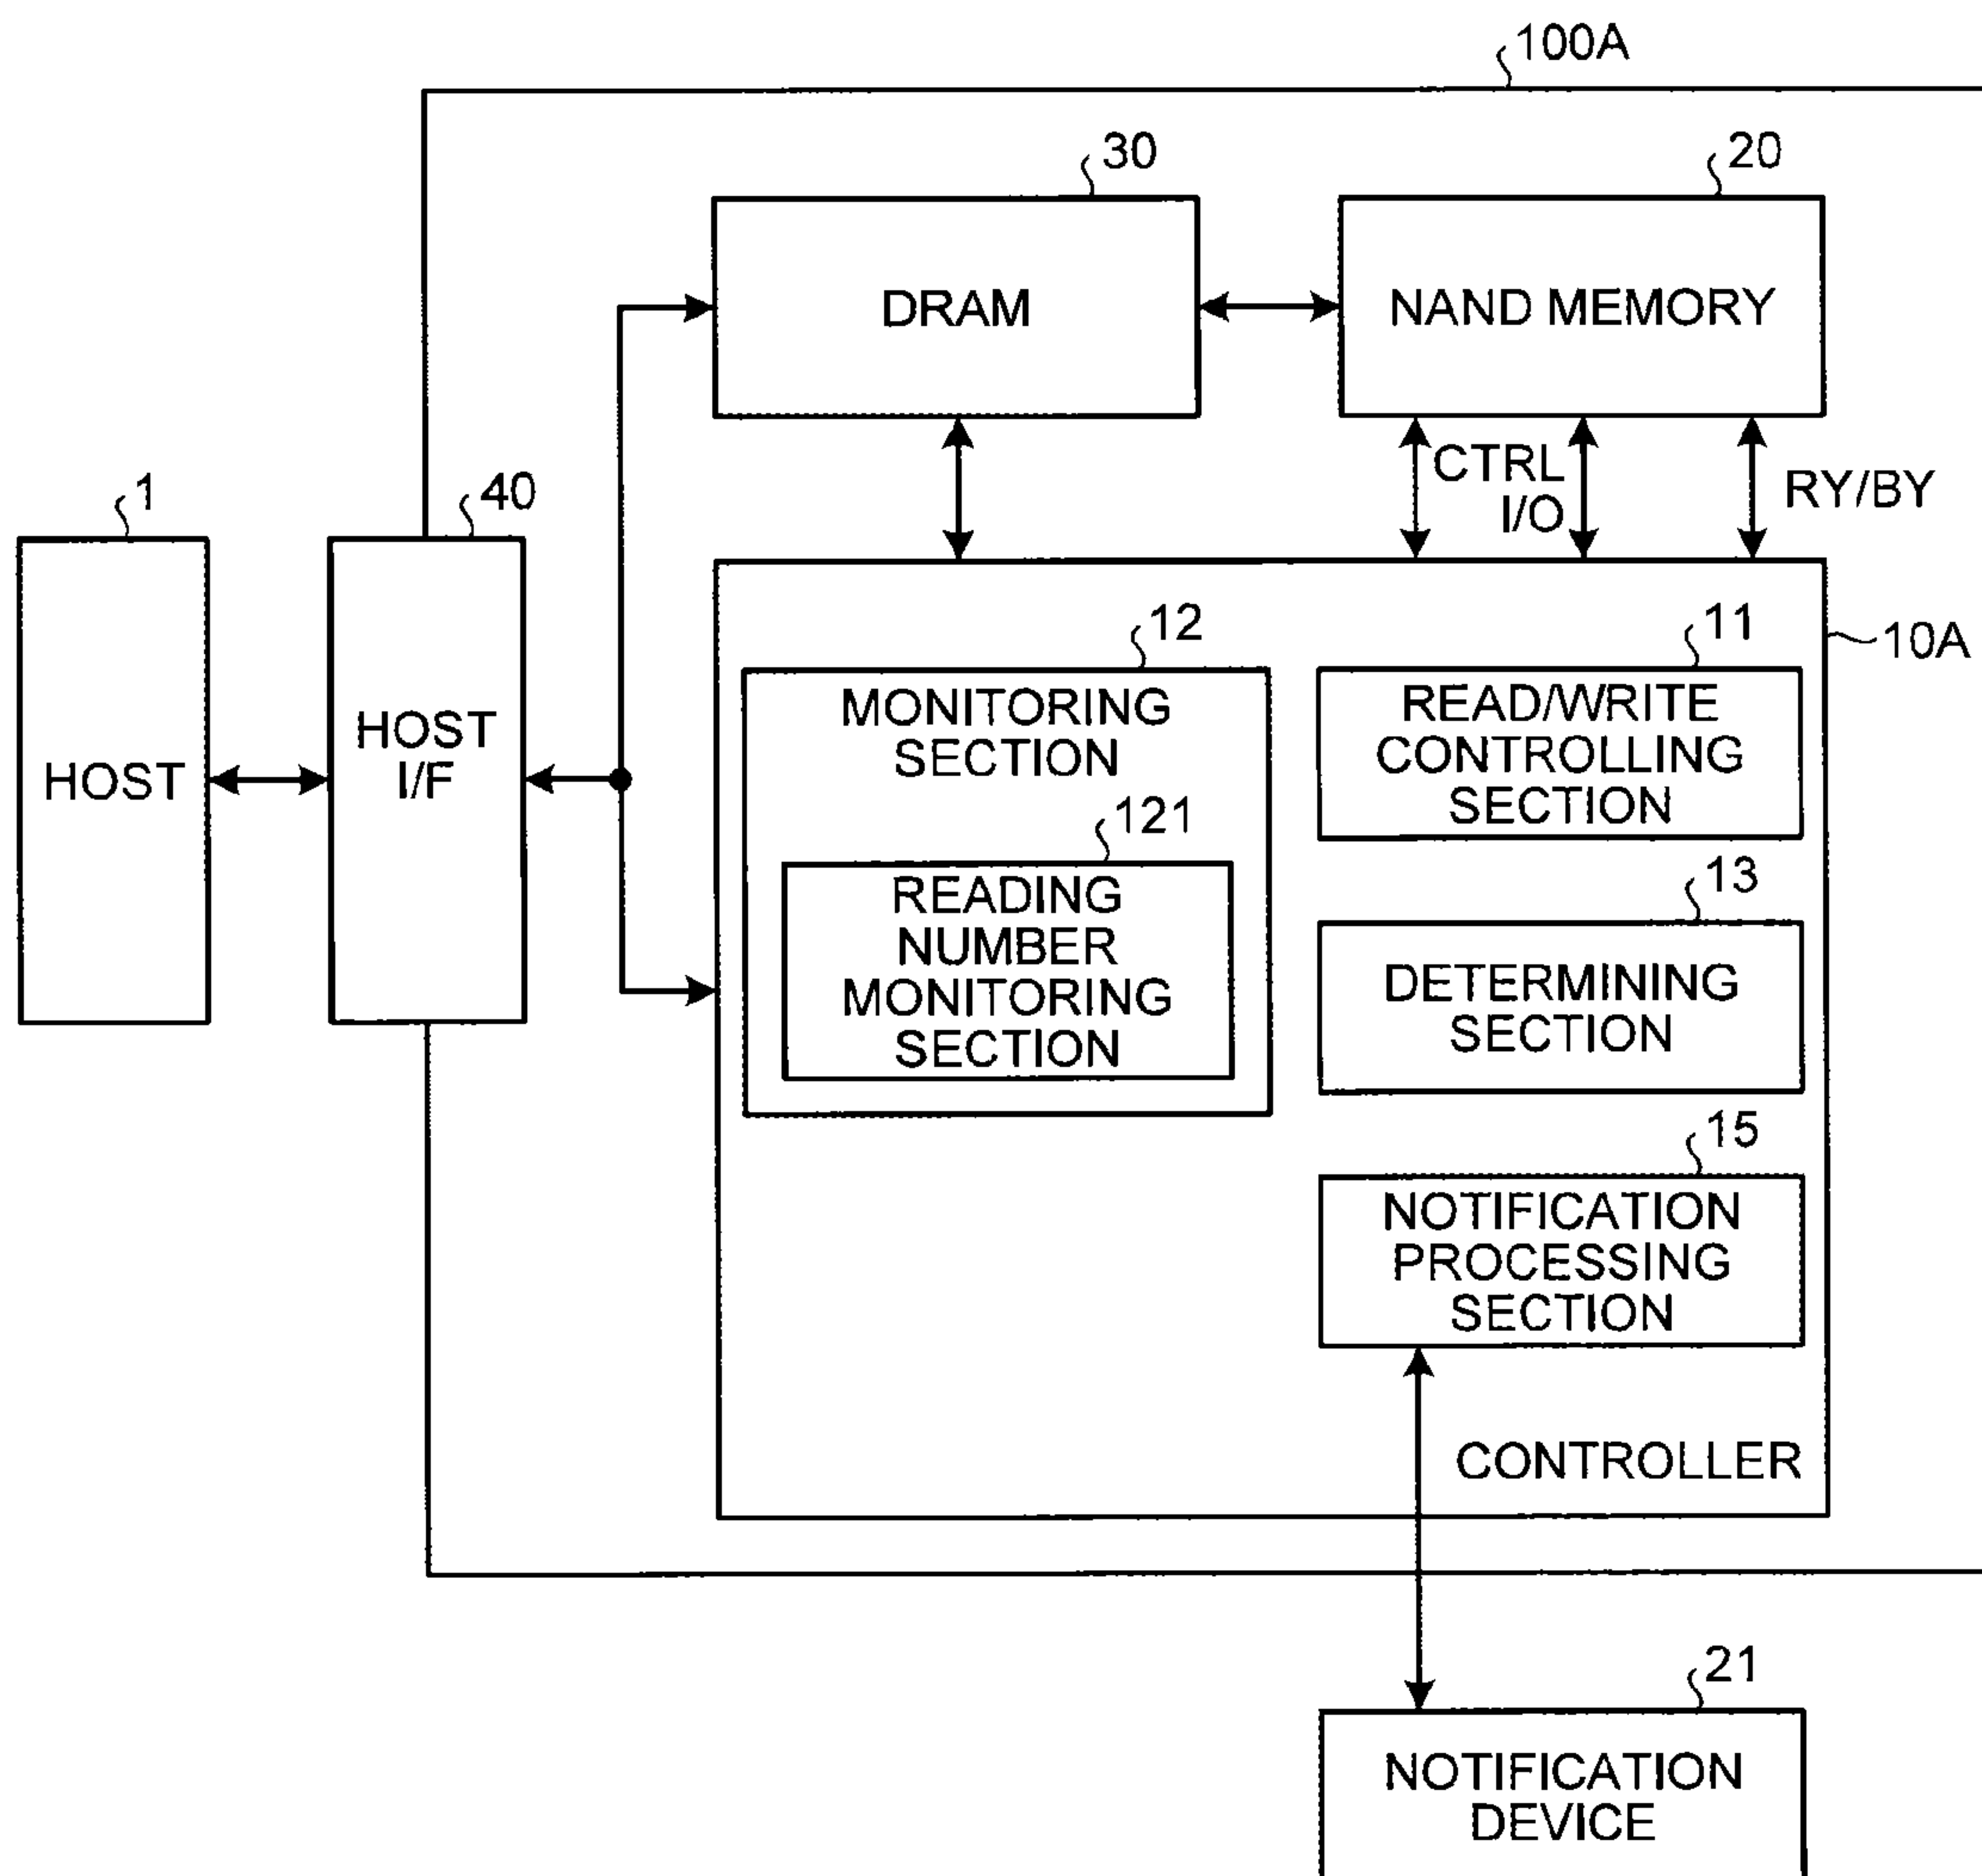 100A
30
20
DRAM
NAND MEMORY
1
40
CTRL
I/O
RY/BY
HOST
HOST
I/F
12
11
10A
MONITORING
SECTION
READ/WRITE
CONTROLLING
SECTION
121
READING
NUMBER
MONITORING
SECTION
13
DETERMINING
SECTION
15
NOTIFICATION
PROCESSING
SECTION
CONTROLLER
21
NOTIFICATION
DEVICE